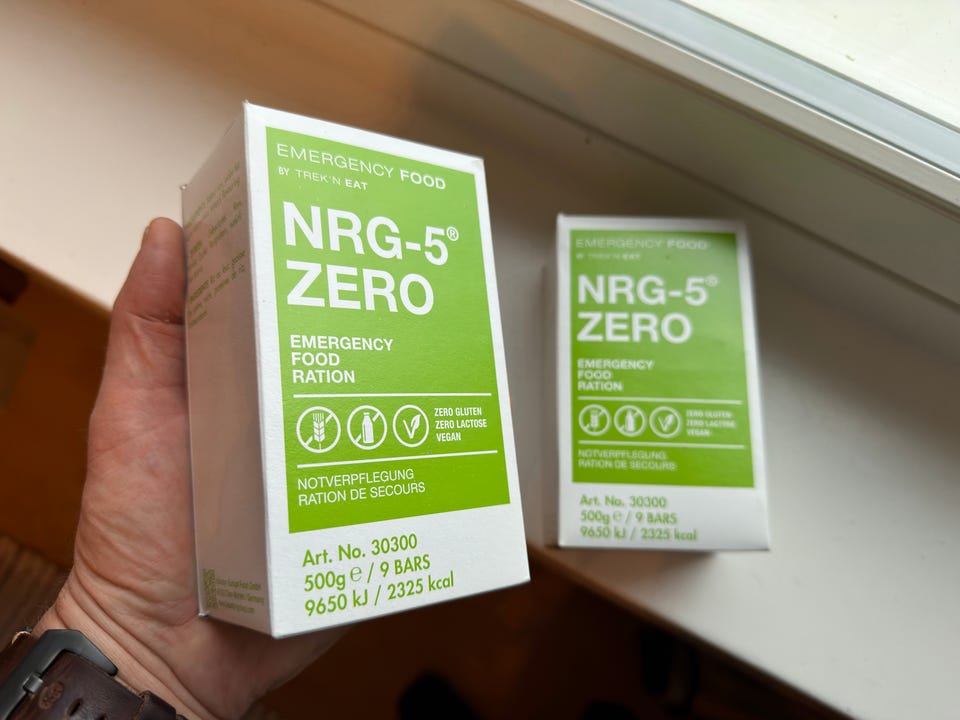 EMERGENCY FOOD
BY TREK'N EAT
NRG-5®
ZERO
EMERGENCY
FOOD
RATION
ZERO GLUTEN
ZERO LACTOSE
VEGAN
NOTVERPFLEGUNG
RATION DE SECOURS
Art. No. 30300
500g ℮ / 9 BARS
9650 kJ / 2325 kcal
EMERGENCY FOOD
BY TREK'N EAT
NRG-5®
ZERO
EMERGENCY
FOOD
RATION
ZERO GLUTEN
ZERO LACTOSE
VEGAN
NOTVERPFLEGUNG
RATION DE SECOURS
Art. No. 30300
500g ℮ / 9 BARS
9650 kJ / 2325 kcal